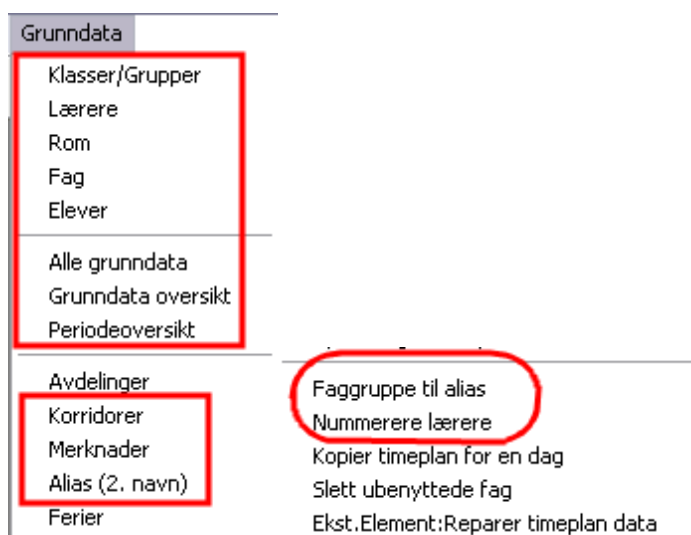 Grunndata
Klasser/Grupper
Lærere
Rom
Fag
Elever
Alle grunndata
Grunndata oversikt
Periodeoversikt
Avdelinger
Korridorer
Merknader
Alias (2. navn)
Ferier
Faggruppe til alias
Nummerere lærere
Kopier timeplan for en dag
Slett ubenyttede fag
Ekst.Element:Reparer timeplan data